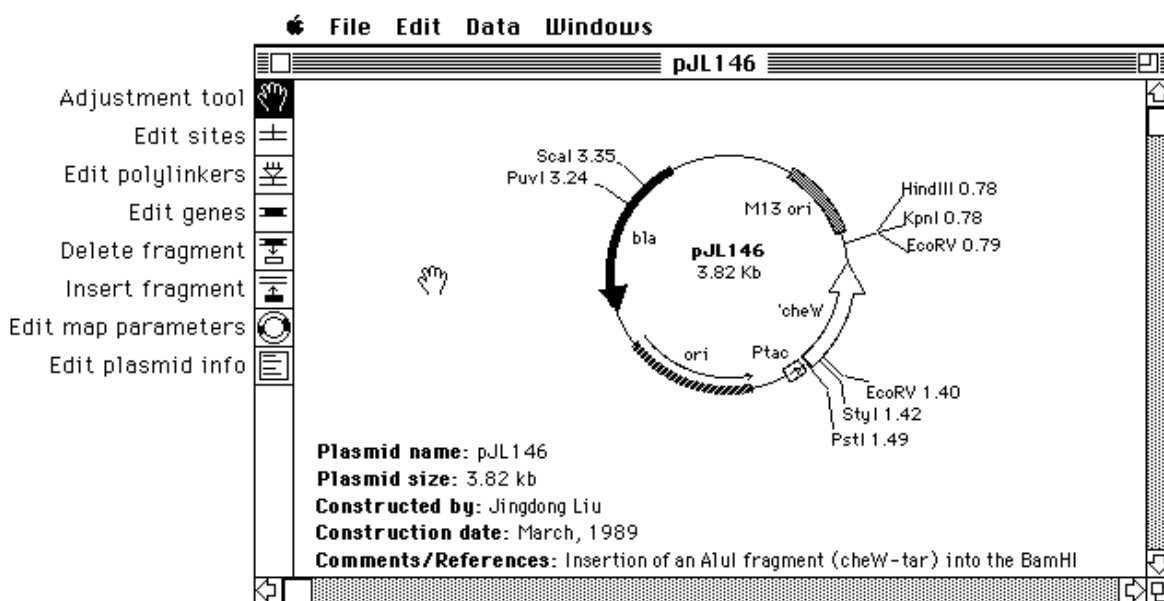 File Edit Data Windows
pJL146
Adjustment tool
Edit sites
Edit polylinkers
Edit genes
Delete fragment
Insert fragment
Edit map parameters
Edit plasmid info
ScaI 3.35
PuvI 3.24
bla
M13 ori
HindIII 0.78
KpnI 0.78
EcoRV 0.79
pJL146
3.82 Kb
'cheW
ori
Ptac
EcoRV 1.40
StyI 1.42
PstI 1.49
Plasmid name: pJL146
Plasmid size: 3.82 kb
Constructed by: Jingdong Liu
Construction date: March, 1989
Comments/References: Insertion of an AluI fragment (cheW-tar) into the BamHI